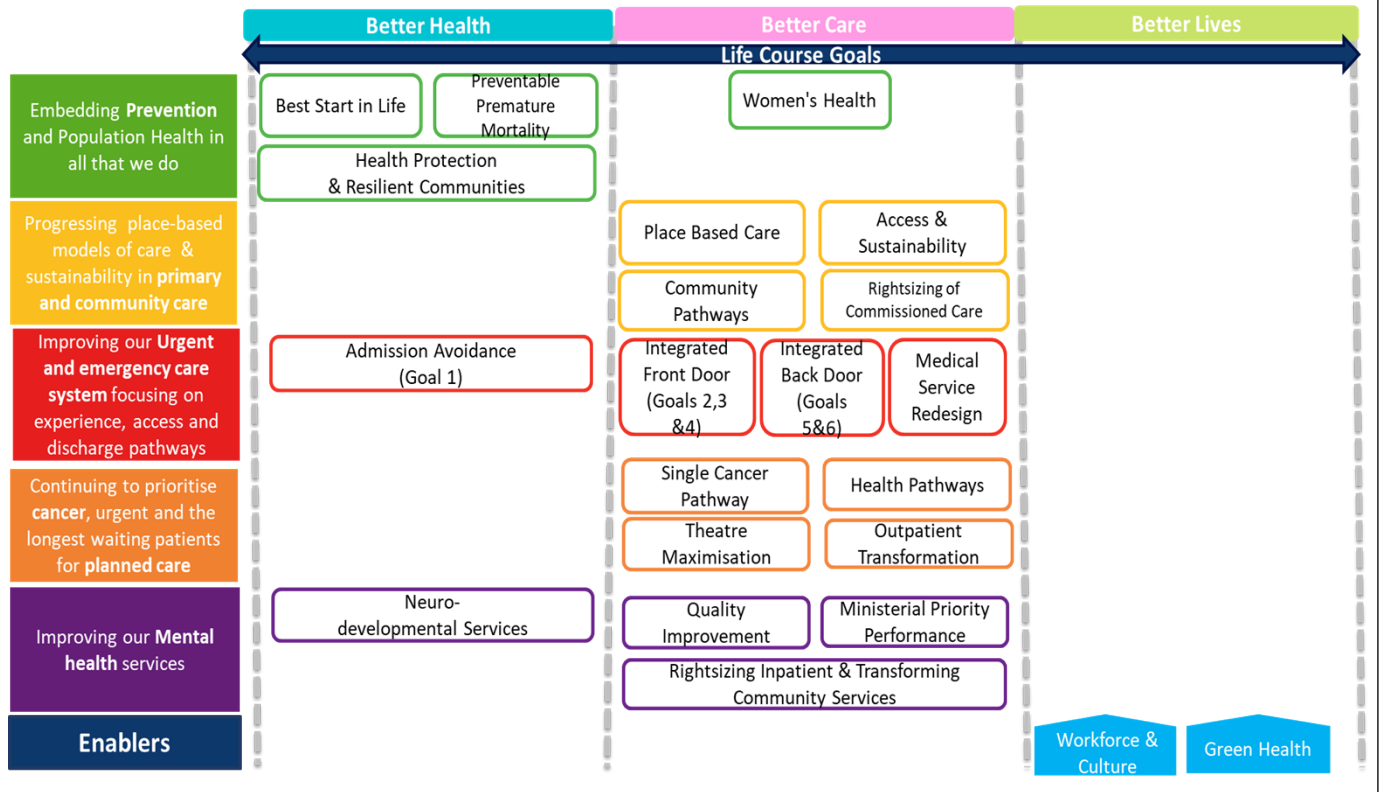 Better Health
Better Care
Better Lives
Life Course Goals
Embedding Prevention
and Population Health in
all that we do
Best Start in Life
Preventable
Premature
Mortality
Women's Health
Health Protection
& Resilient Communities
Progressing place-based
models of care &
sustainability in primary
and community care
Place Based Care
Access &
Sustainability
Community
Pathways
Rightsizing of
Commissioned Care
Improving our Urgent
and emergency care
system focusing on
experience, access and
discharge pathways
Admission Avoidance
(Goal 1)
Integrated
Front Door
(Goals 2,3
&4)
Integrated
Back Door
(Goals
5&6)
Medical
Service
Redesign
Continuing to prioritise
cancer, urgent and the
longest waiting patients
for planned care
Single Cancer
Pathway
Health Pathways
Theatre
Maximisation
Outpatient
Transformation
Improving our Mental
health services
Neuro-
developmental Services
Quality
Improvement
Ministerial Priority
Performance
Rightsizing Inpatient & Transforming
Community Services
Enablers
Workforce &
Culture
Green Health